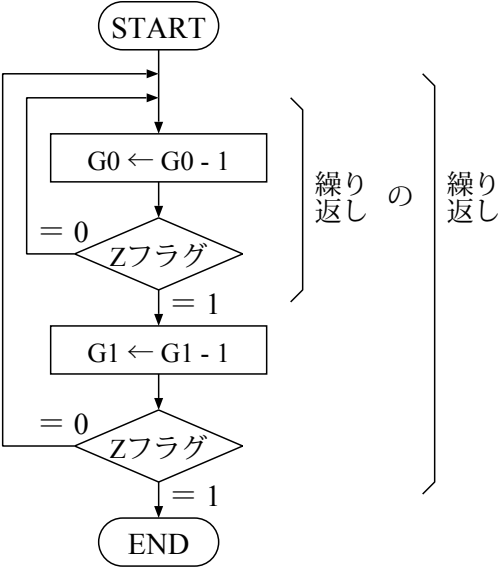 START
G0 ← G0 - 1
＝ 0
Zフラグ
＝ 1
G1 ← G1 - 1
＝ 0
Zフラグ
＝ 1
END
繰り
返し
の
繰り
返し